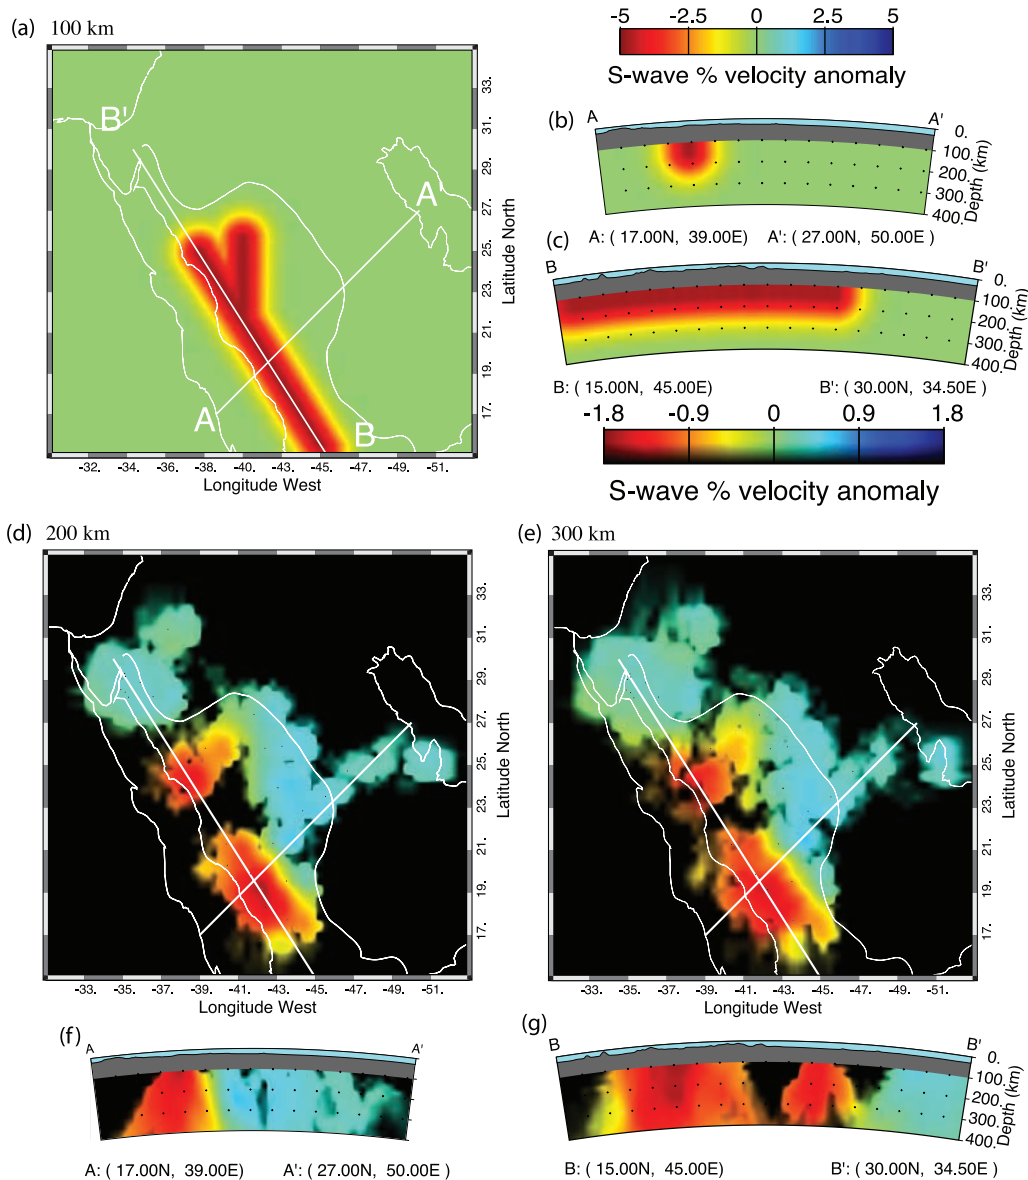 (a) 100 km
B'
A'
A
B
33.
31.
29.
27.
25.
23.
21.
19.
17.
Latitude North
-32. -34. -36. -38. -40. -43. -45. -47. -49. -51.
Longitude West
-5 -2.5 0 2.5 5
S-wave % velocity anomaly
(b)
A A'
0.
100.
200.
300.
400.
Depth (km)
A: ( 17.00N, 39.00E) A': ( 27.00N, 50.00E )
(c)
B B'
0.
100.
200.
300.
400.
Depth (km)
B: ( 15.00N, 45.00E) B': ( 30.00N, 34.50E )
-1.8 -0.9 0 0.9 1.8
S-wave % velocity anomaly
(d) 200 km
33.
31.
29.
27.
25.
23.
21.
19.
17.
Latitude North
-33. -35. -37. -39. -41. -43. -45. -47. -49. -51.
Longitude West
(e) 300 km
33.
31.
29.
27.
25.
23.
21.
19.
17.
Latitude North
-33. -35. -37. -39. -41. -43. -45. -47. -49. -51.
Longitude West
(f)
A A'
A: ( 17.00N, 39.00E) A': ( 27.00N, 50.00E )
(g)
B B'
0.
100.
200.
300.
400.
Depth (km)
B: ( 15.00N, 45.00E) B': ( 30.00N, 34.50E )